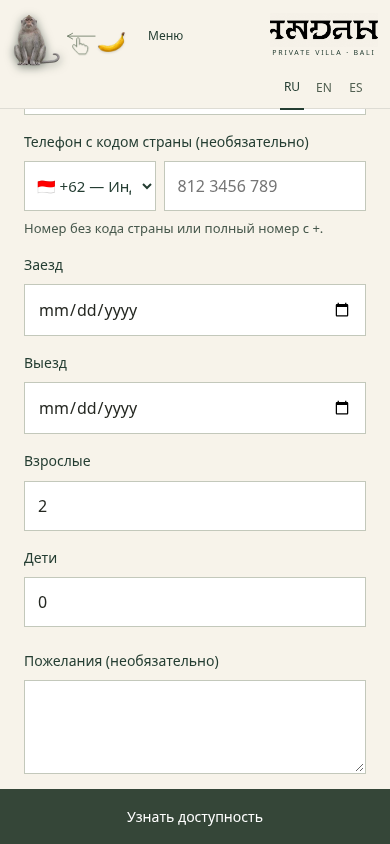 Меню
INDAH
PRIVATE VILLA · BALI
RU EN ES
Телефон с кодом страны (необязательно)
+62 — Ин
812 3456 789
Номер без кода страны или полный номер с +.
Заезд
mm/dd/yyyy
Выезд
mm/dd/yyyy
Взрослые
2
Дети
0
Пожелания (необязательно)
Узнать доступность